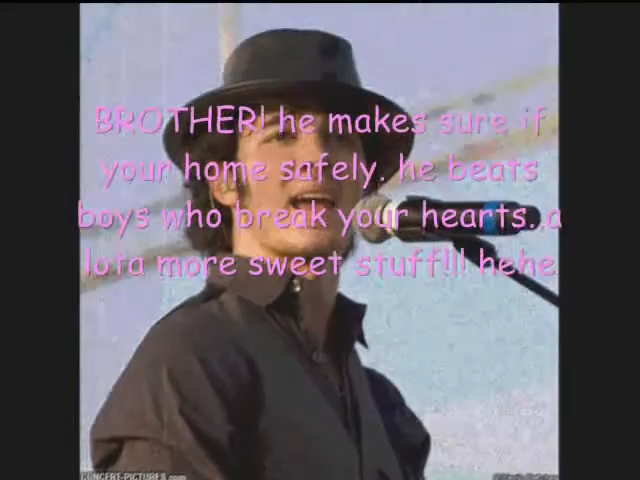 BROTHER! he makes sure if
your home safely. he beats
boys who break your hearts..a
lota more sweet stuff!!! hehe
CONCERT-PICTURES.com